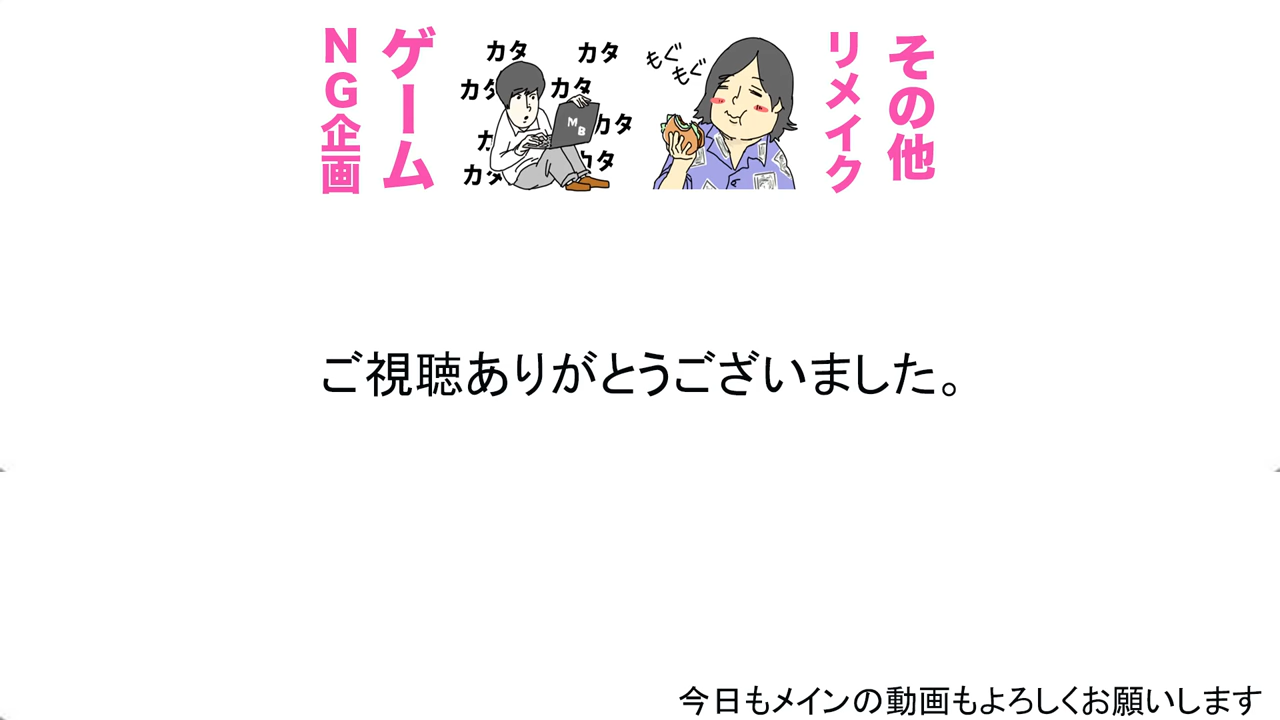 ゲーム
NG企画
カタ
カタ
カタ
カタ
カタ
カ
カタ
カタ
MB
もぐ
もぐ
その他
リメイク
ご視聴ありがとうございました。
今日もメインの動画もよろしくお願いします